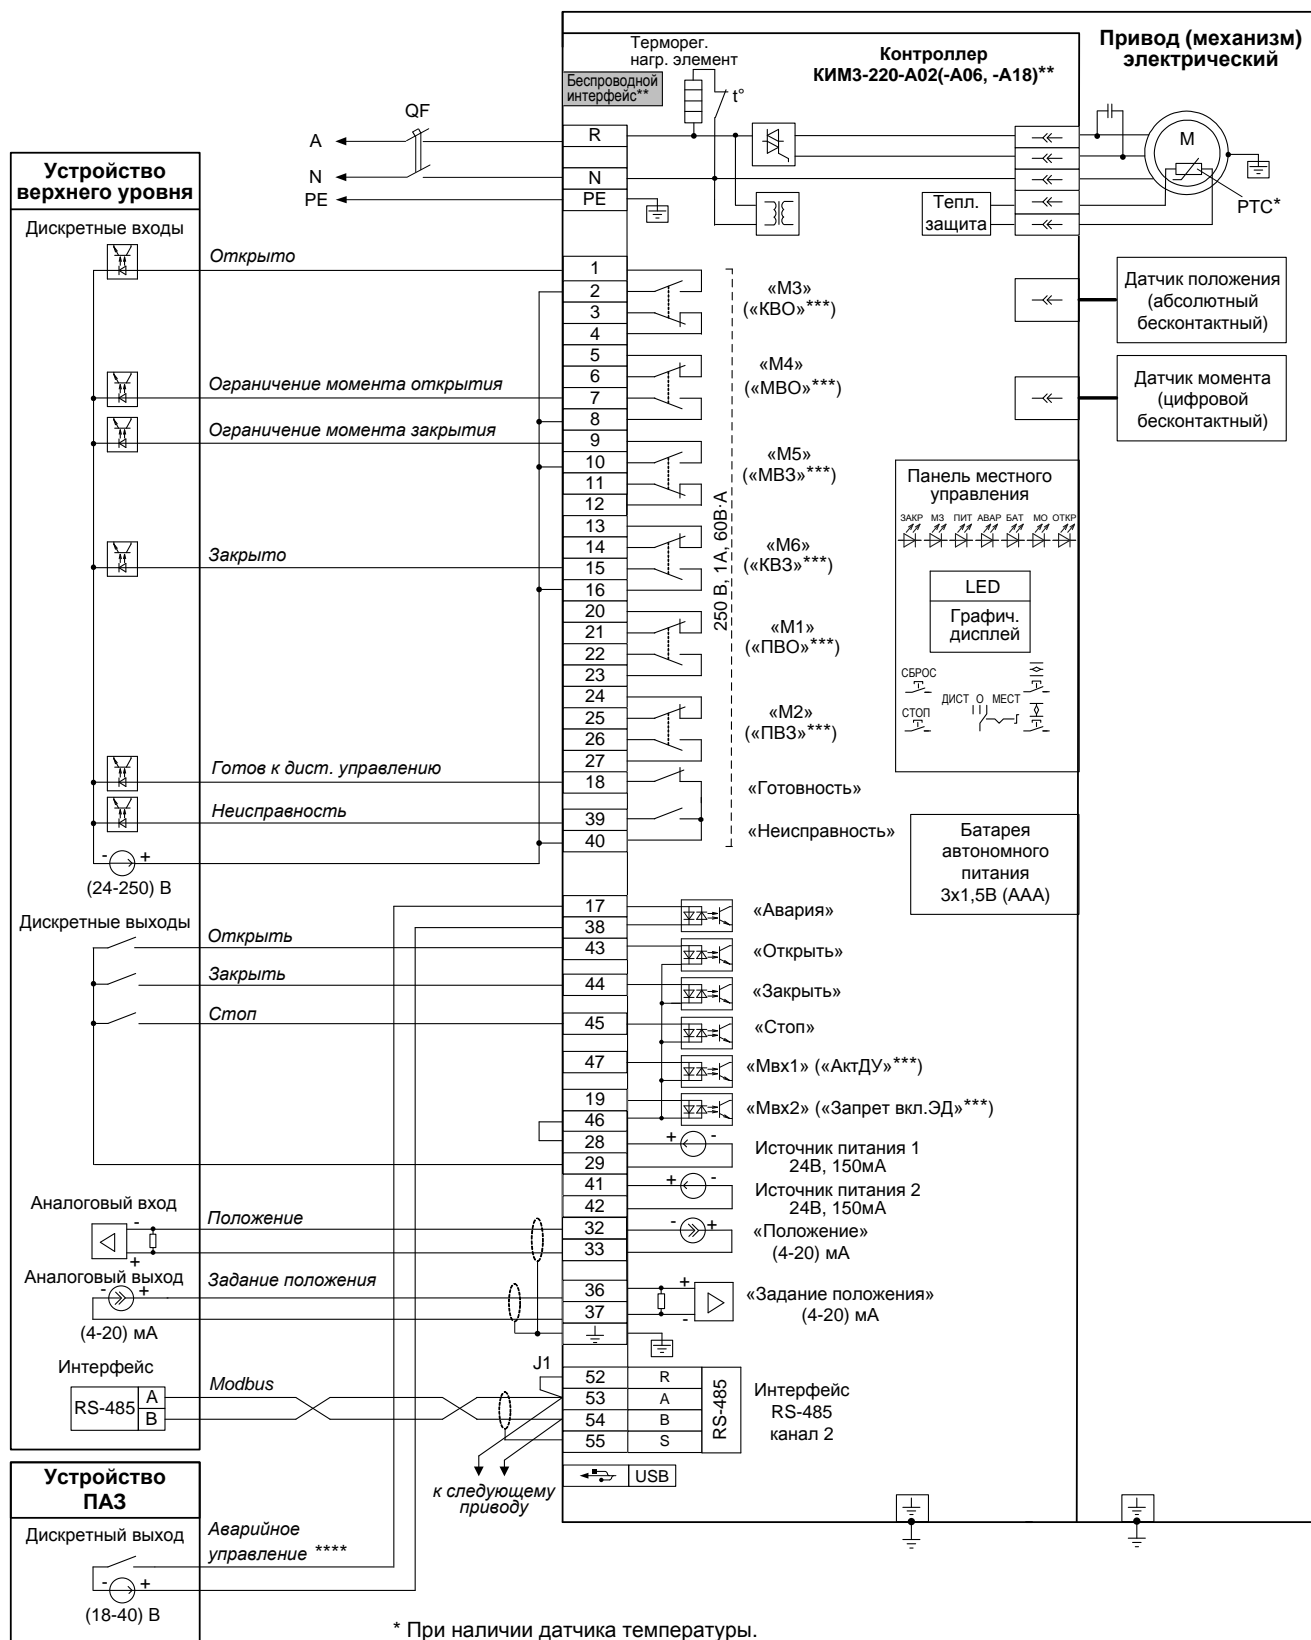 Устройство
верхнего уровня
Дискретные входы
Открыто
Ограничение момента открытия
Ограничение момента закрытия
Закрыто
Готов к дист. управлению
Неисправность
- +
(24-250) В
Дискретные выходы
Открыть
Закрыть
Стоп
Аналоговый вход
Положение
-
+
Аналоговый выход
Задание положения
- +
(4-20) мА
Интерфейс
RS-485
A
B
Modbus
Устройство
ПАЗ
Дискретный выход
Аварийное
управление ****
- +
(18-40) В
A
N
PE
QF
Беспроводной
интерфейс**
Терморег.
нагр. элемент
t°
Контроллер
КИМ3-220-А02(-А06, -А18)**
Привод (механизм)
электрический
R
N
PE
Тепл.
защита
M
PTC*
1
2
3
4
5
6
7
8
9
10
11
12
13
14
15
16
20
21
22
23
24
25
26
27
18
39
40
«М3»
(«КВО»***)
«М4»
(«МВО»***)
«М5»
(«МВЗ»***)
«М6»
(«КВЗ»***)
«М1»
(«ПВО»***)
«М2»
(«ПВЗ»***)
«Готовность»
«Неисправность»
250 В, 1А, 60В·А
Датчик положения
(абсолютный
бесконтактный)
Датчик момента
(цифровой
бесконтактный)
Панель местного
управления
ЗАКР МЗ ПИТ АВАР БАТ МО ОТКР
LED
Графич.
дисплей
СБРОС
СТОП
ДИСТ О МЕСТ
Батарея
автономного
питания
3х1,5В (ААА)
17
38
43
44
45
47
19
46
28
29
41
42
32
33
36
37
«Авария»
«Открыть»
«Закрыть»
«Стоп»
«Мвх1» («АктДУ»***)
«Мвх2» («Запрет вкл.ЭД»***)
+ -
Источник питания 1
24В, 150мА
+ -
Источник питания 2
24В, 150мА
- +
«Положение»
(4-20) мА
+
-
«Задание положения»
(4-20) мА
J1
52 R
53 A
54 B
55 S
RS-485
Интерфейс
RS-485
канал 2
USB
к следующему
приводу
* При наличии датчика температуры.